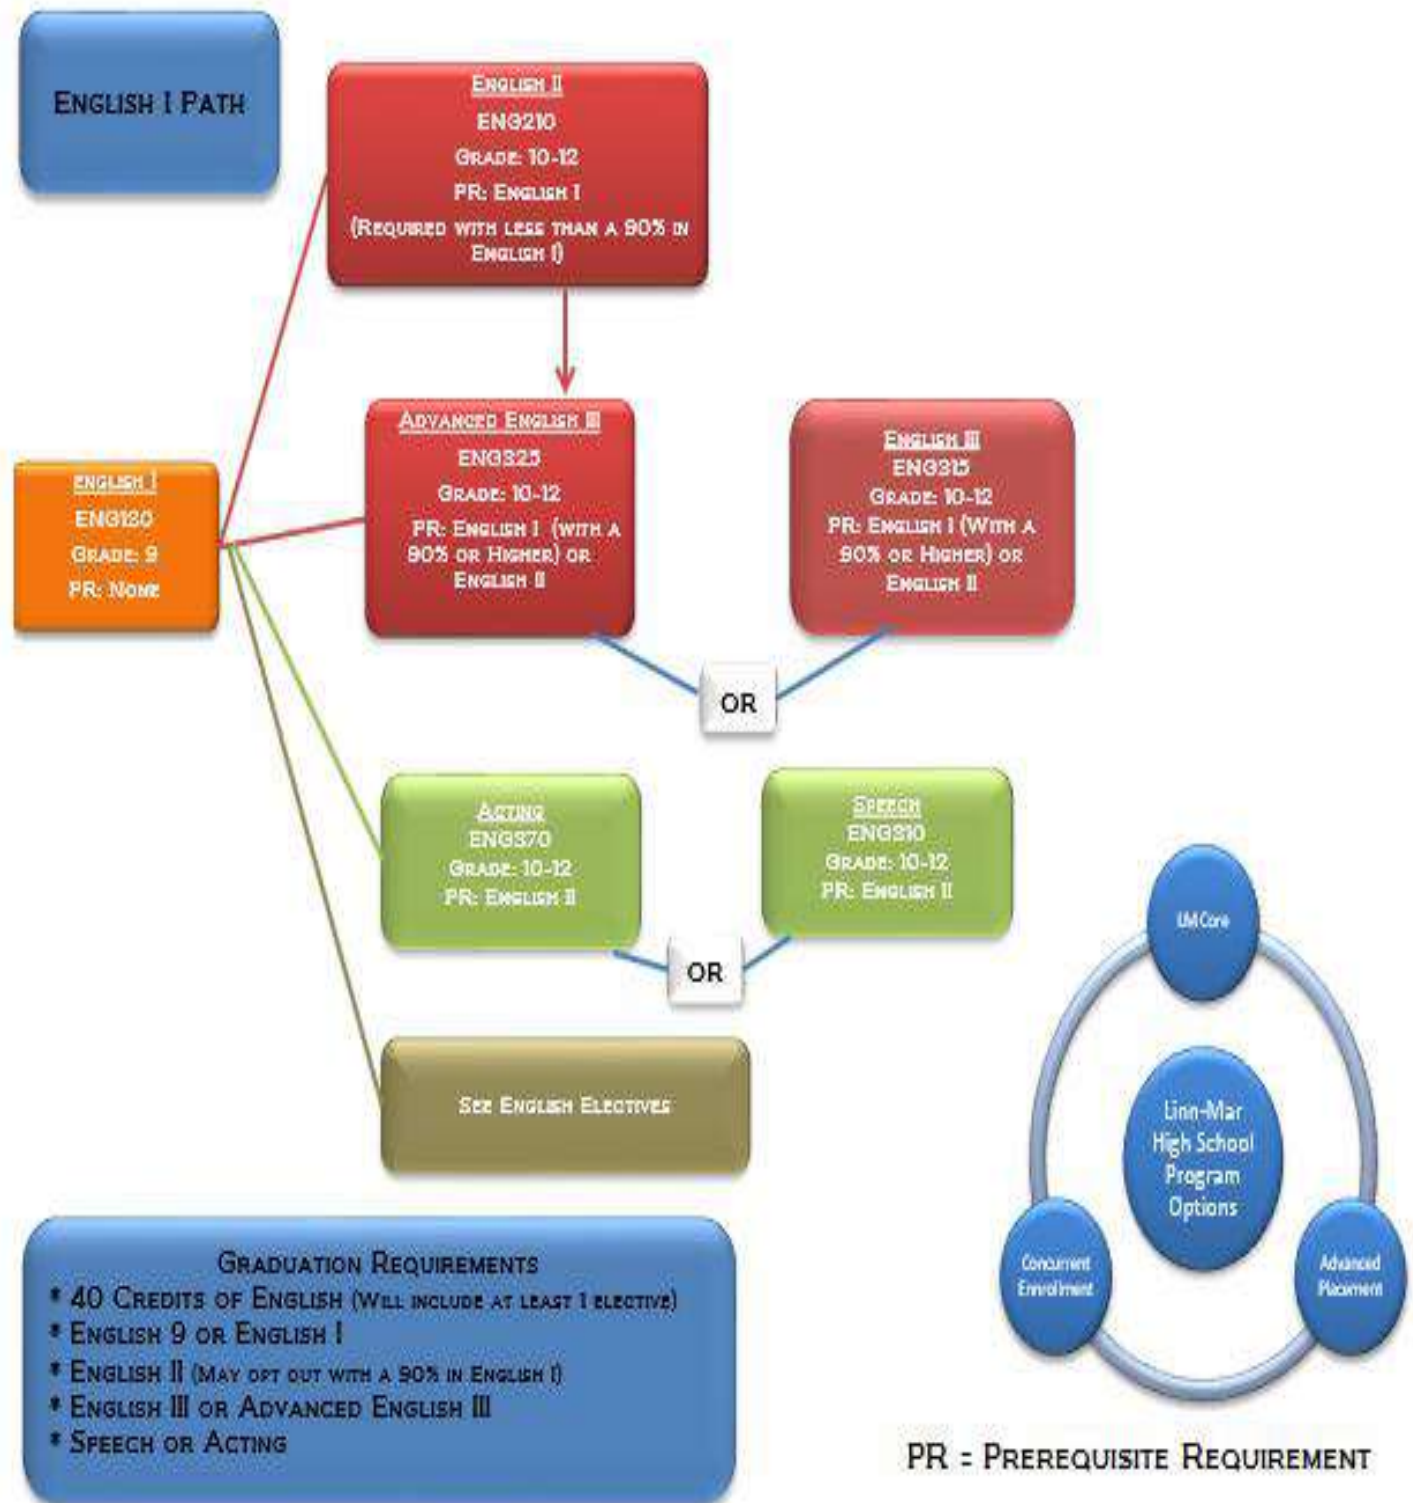 ENGLISH I PATH
ENGLISH II
ENG210
GRADE: 10-12
PR: ENGLISH I
(REQUIRED WITH LESS THAN A 90% IN
ENGLISH I)
ADVANCED ENGLISH III
ENG325
GRADE: 10-12
PR: ENGLISH I (WITH A
90% OR HIGHER) OR
ENGLISH II
ENGLISH III
ENG315
GRADE: 10-12
PR: ENGLISH I (WITH A
90% OR HIGHER) OR
ENGLISH II
ENGLISH I
ENG130
GRADE: 9
PR: NONE
OR
ACTING
ENG370
GRADE: 10-12
PR: ENGLISH II
SPEECH
ENG310
GRADE: 10-12
PR: ENGLISH II
OR
SEE ENGLISH ELECTIVES
LM Core
Linn-Mar
High School
Program
Options
Concurrent
Enrollment
Advanced
Placement
GRADUATION REQUIREMENTS
* 40 CREDITS OF ENGLISH (WILL INCLUDE AT LEAST 1 ELECTIVE)
* ENGLISH 9 OR ENGLISH I
* ENGLISH II (MAY OPT OUT WITH A 90% IN ENGLISH I)
* ENGLISH III OR ADVANCED ENGLISH III
* SPEECH OR ACTING
PR = PREREQUISITE REQUIREMENT